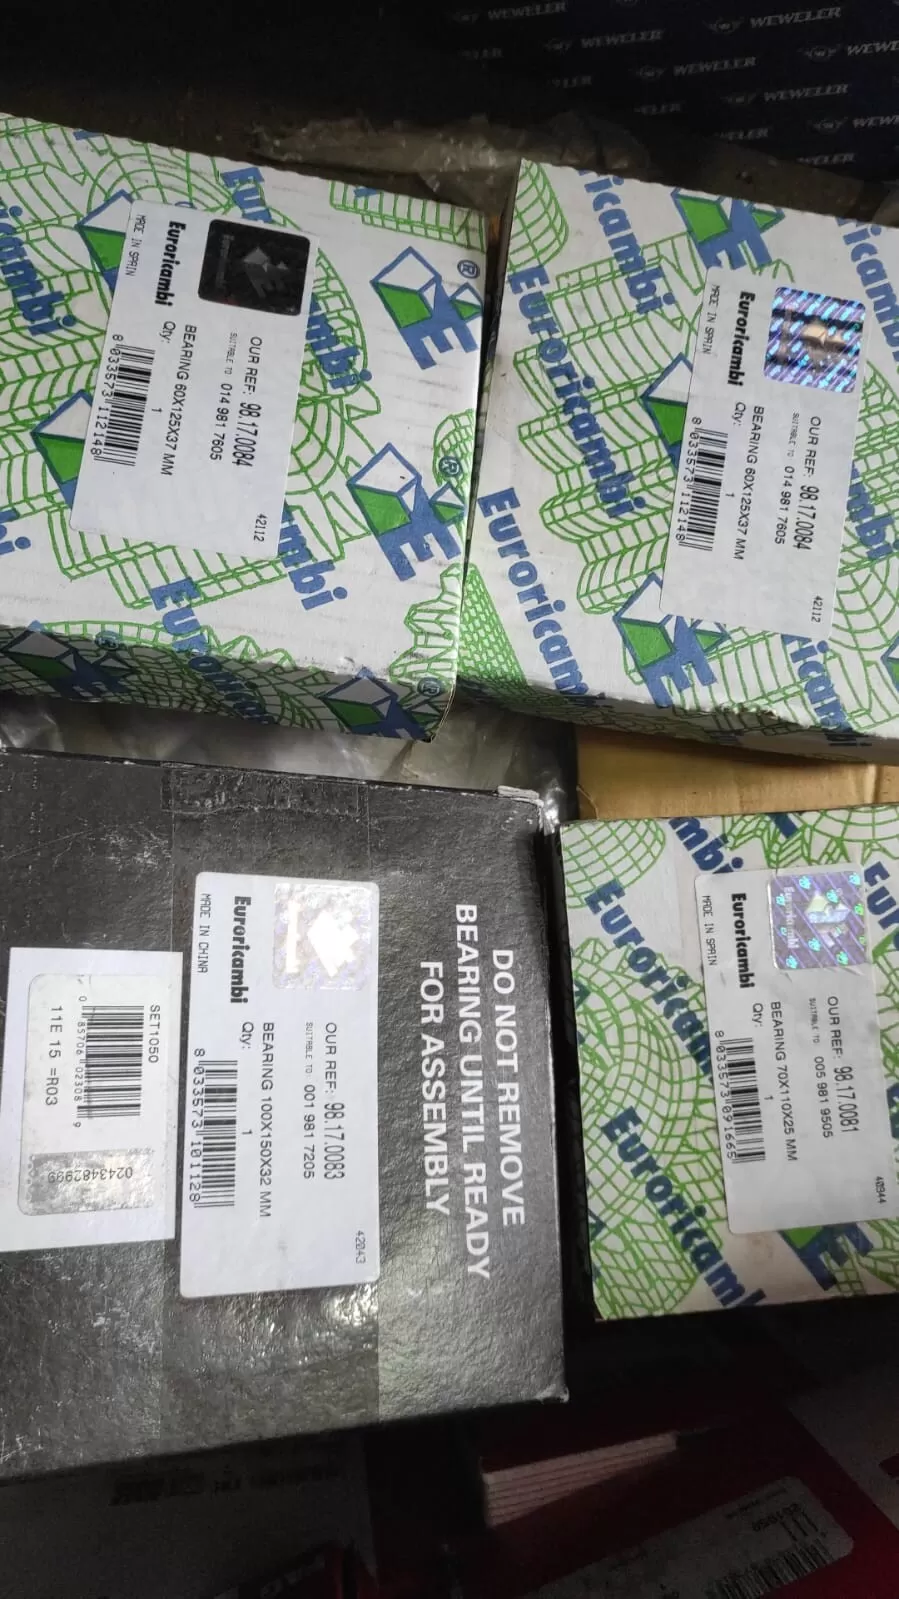 WEWELER
WEWELER
WEWELER
WEWELER
WEWELER
Euroricambi
MADE IN SPAIN
OUR REF: 98.17.0084
SUITABLE TO 014 981 7605
BEARING 60X125X37 MM
Qty: 1
8 033573 112148
42112
Euroricambi
MADE IN SPAIN
OUR REF: 98.17.0084
SUITABLE TO 014 981 7605
BEARING 60X125X37 MM
Qty: 1
8 033573 112148
42112
Euroricambi
Euroricambi
SET1050
0 85706 02308 9
11E 15 =R03
0243482999
Euroricambi
MADE IN CHINA
OUR REF: 98.17.0083
SUITABLE TO 001 981 7205
BEARING 100X150X32 MM
Qty: 1
8 033573 101128
42043
DO NOT REMOVE
BEARING UNTIL READY
FOR ASSEMBLY
Euroricambi
MADE IN SPAIN
OUR REF: 98.17.0081
SUITABLE TO 005 981 9505
BEARING 70X110X25 MM
Qty: 1
8 033573 091665
40944